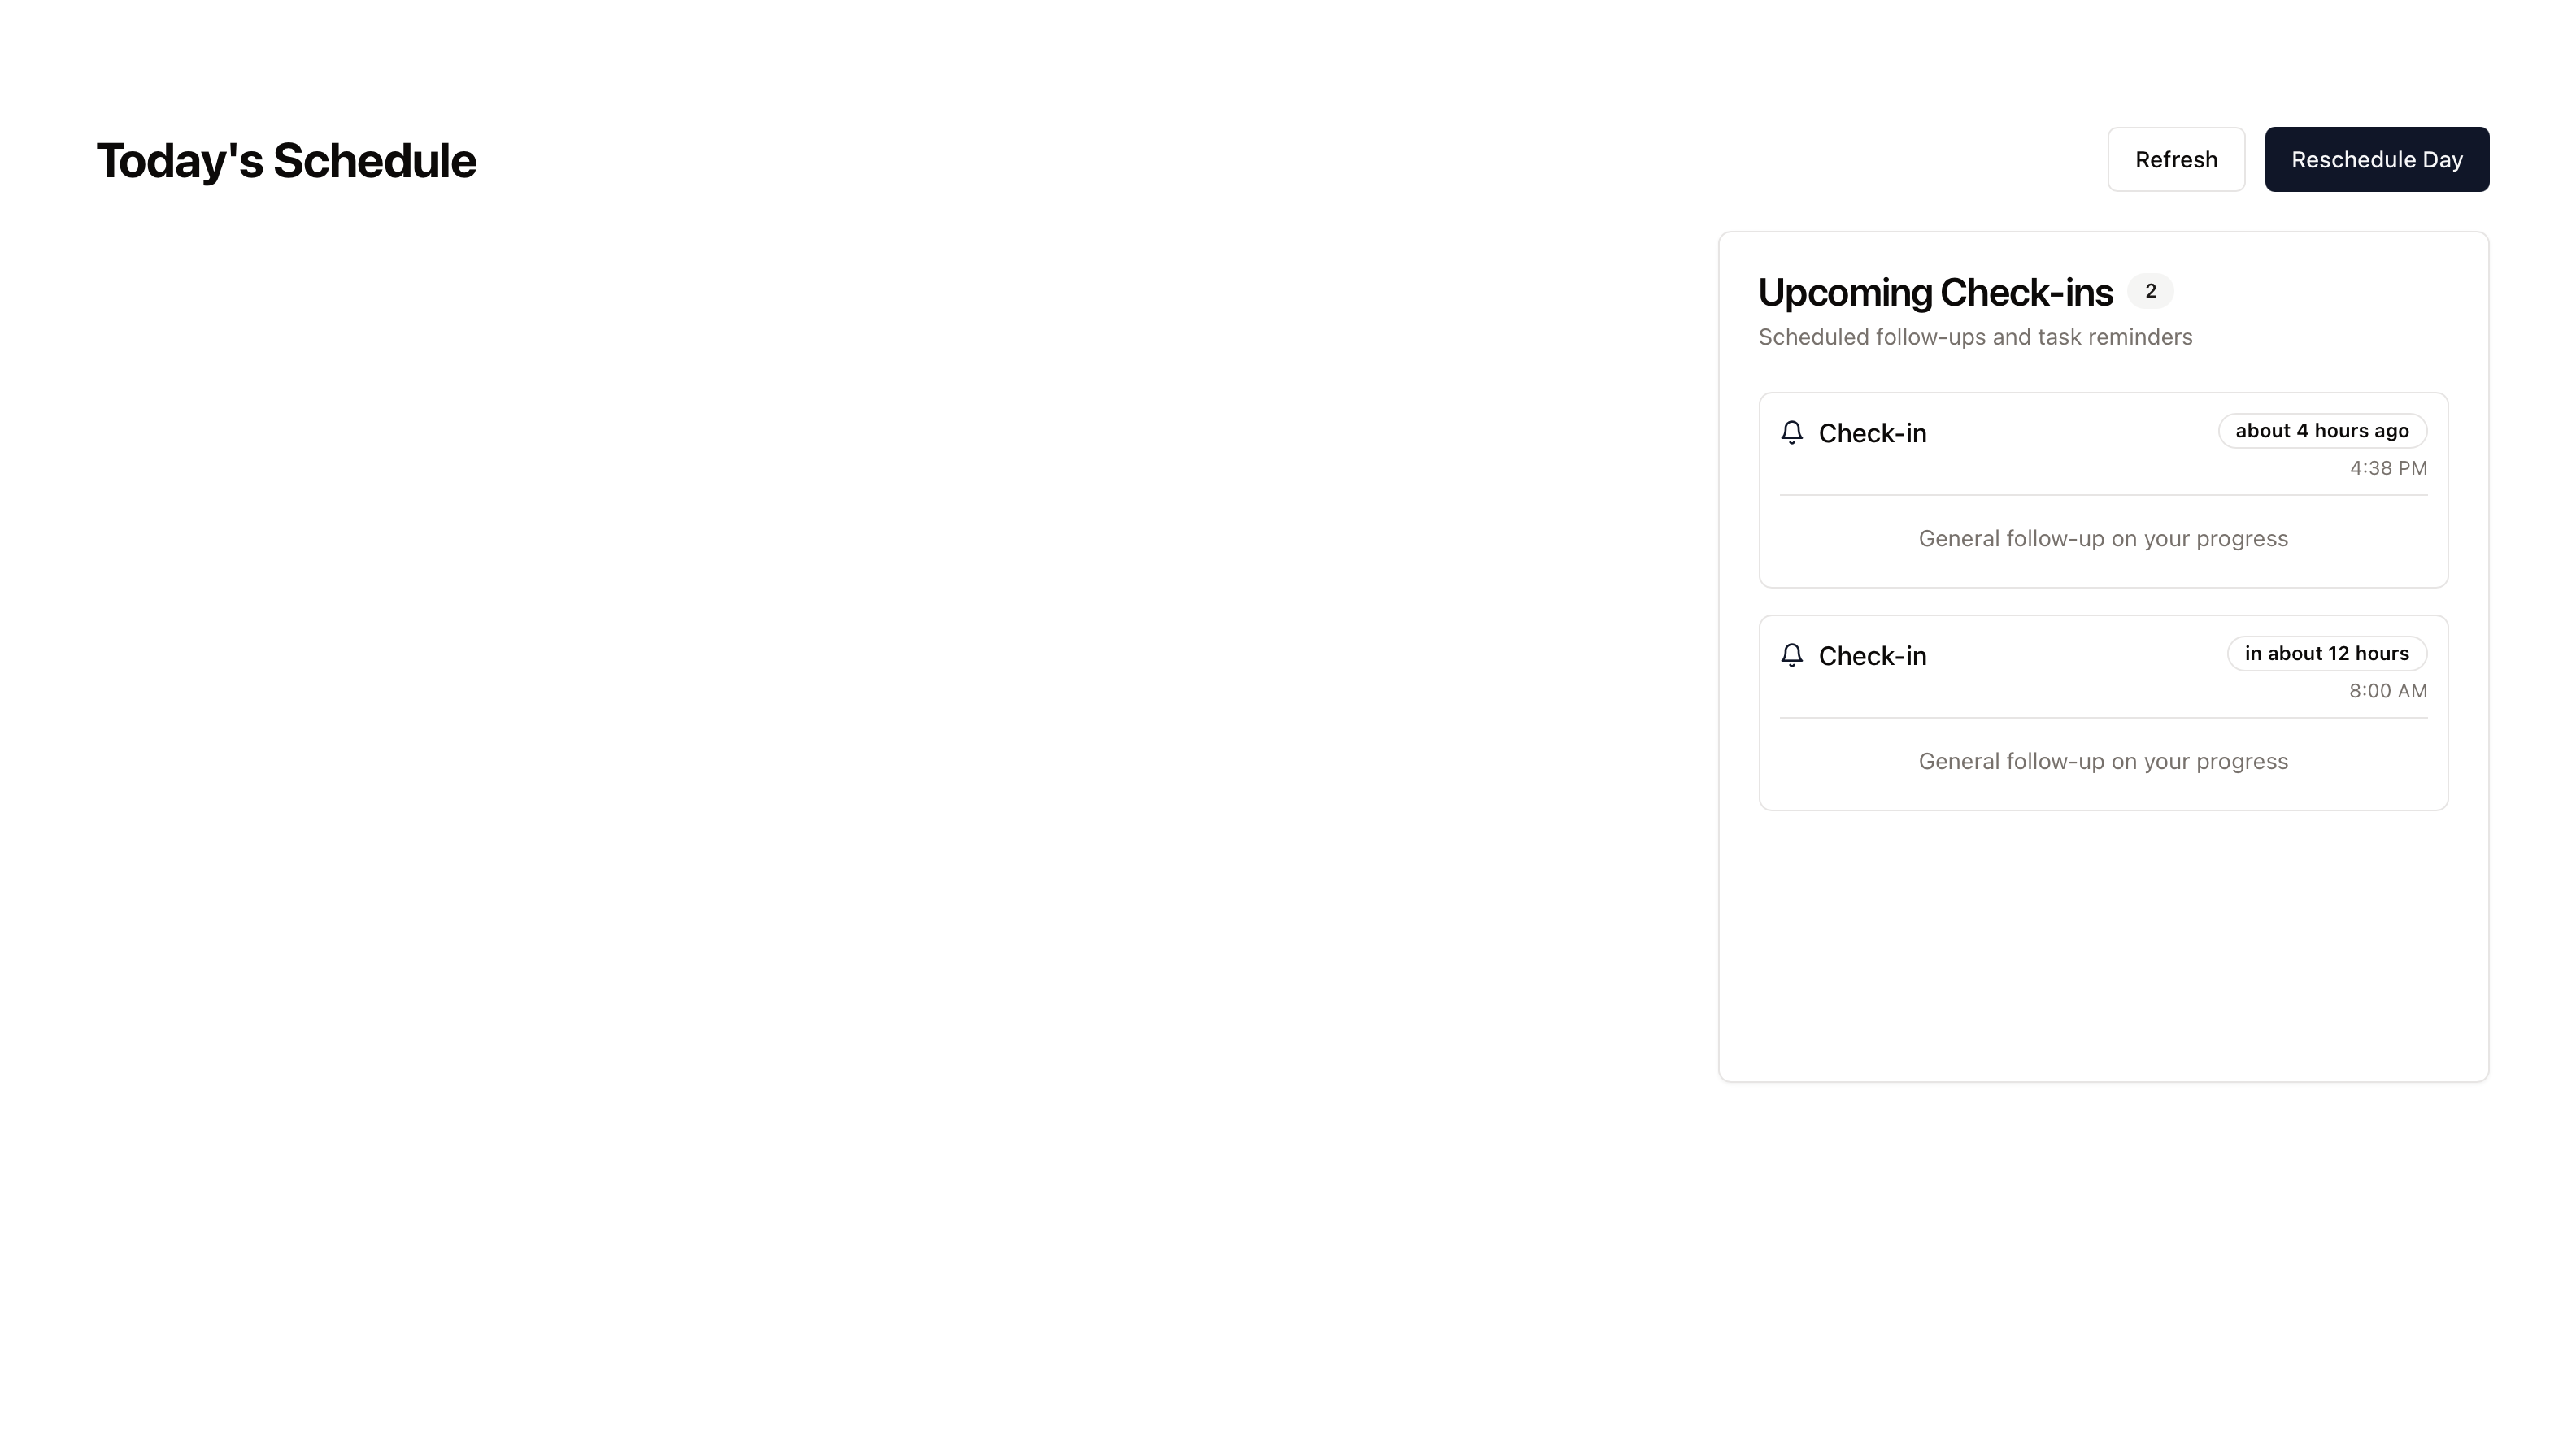 Today's Schedule
Refresh
Reschedule Day
Upcoming Check-ins 2
Scheduled follow-ups and task reminders
Check-in
about 4 hours ago
4:38 PM
General follow-up on your progress
Check-in
in about 12 hours
8:00 AM
General follow-up on your progress